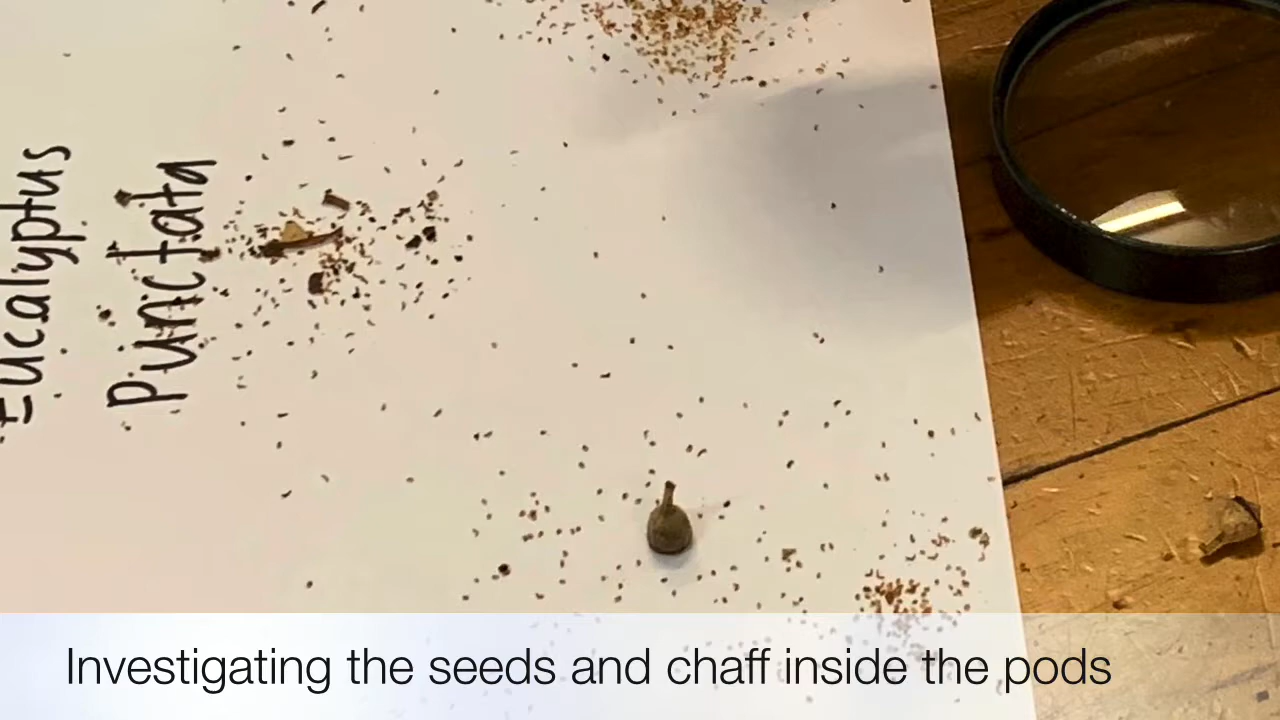 Eucalyptus
Punctata
Investigating the seeds and chaff inside the pods